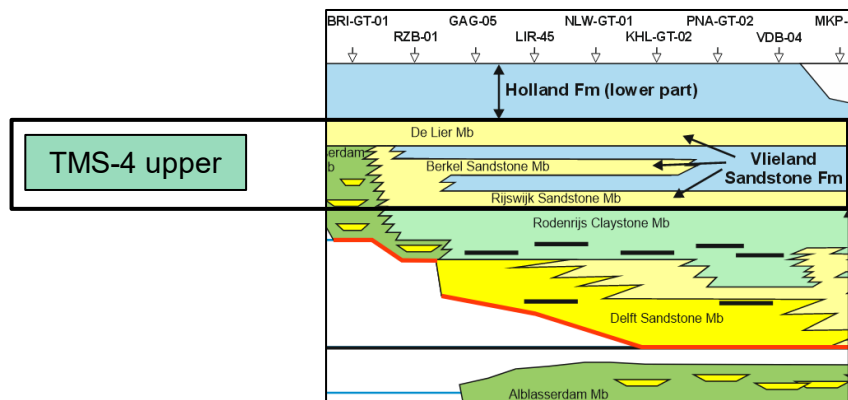 BRI-GT-01 GAG-05 NLW-GT-01 PNA-GT-02 MKP-
RZB-01 LIR-45 KHL-GT-02 VDB-04
Holland Fm (lower part)
De Lier Mb
TMS-4 upper
Vlieland
Sandstone Fm
serdam
b
Berkel Sandstone Mb
Rijswijk Sandstone Mb
Rodenrijs Claystone Mb
Delft Sandstone Mb
Alblasserdam Mb